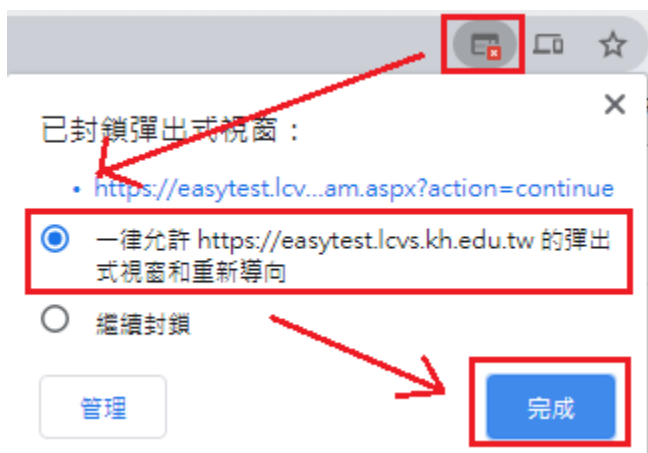 已封鎖彈出式視窗：
• https://easytest.lcv...am.aspx?action=continue
一律允許 https://easytest.lcvs.kh.edu.tw 的彈出
式視窗和重新導向
繼續封鎖
管理
完成